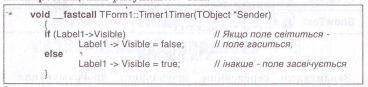 void __fastcall TForm1::Timer1Timer(TObject *Sender)
{
if (Label1->Visible) // Якщо поле світиться -
Label1 -> Visible = false; // поле гаситься,
else
Label1 -> Visible = true; // інакше - поле засвічується
}